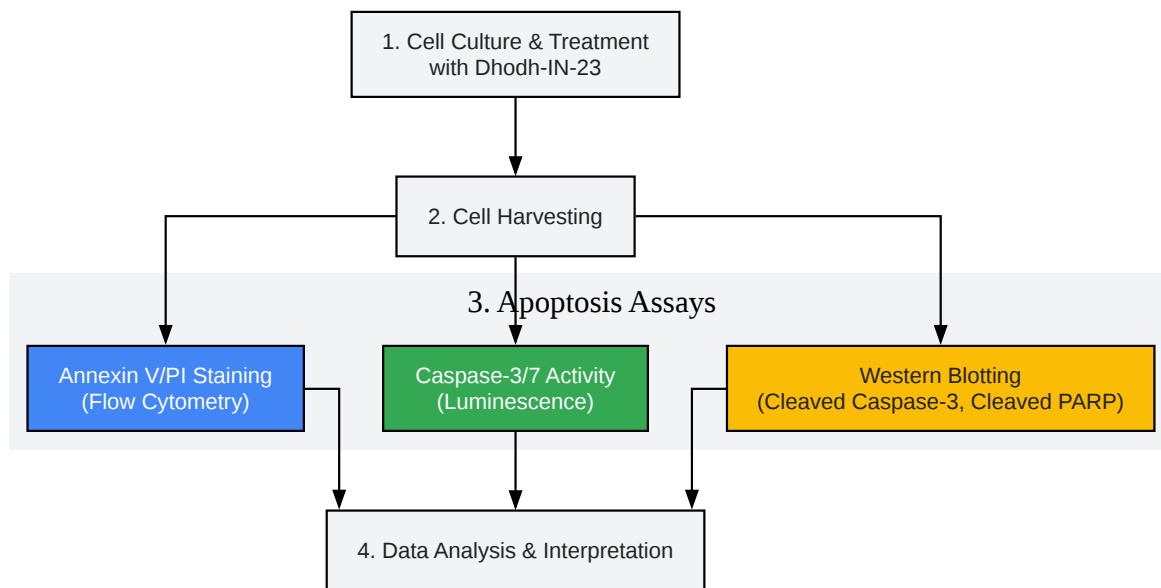 1. Cell Culture & Treatment
with Dhodh-IN-23
2. Cell Harvesting
3. Apoptosis Assays
Annexin V/PI Staining
(Flow Cytometry)
Caspase-3/7 Activity
(Luminescence)
Western Blotting
(Cleaved Caspase-3, Cleaved PARP)
4. Data Analysis & Interpretation